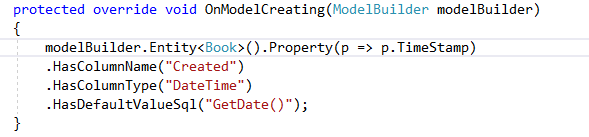 protected override void OnModelCreating(ModelBuilder modelBuilder)
{
modelBuilder.Entity<Book>().Property(p => p.TimeStamp)
.HasColumnName("Created")
.HasColumnType("DateTime")
.HasDefaultValueSql("GetDate()");
}